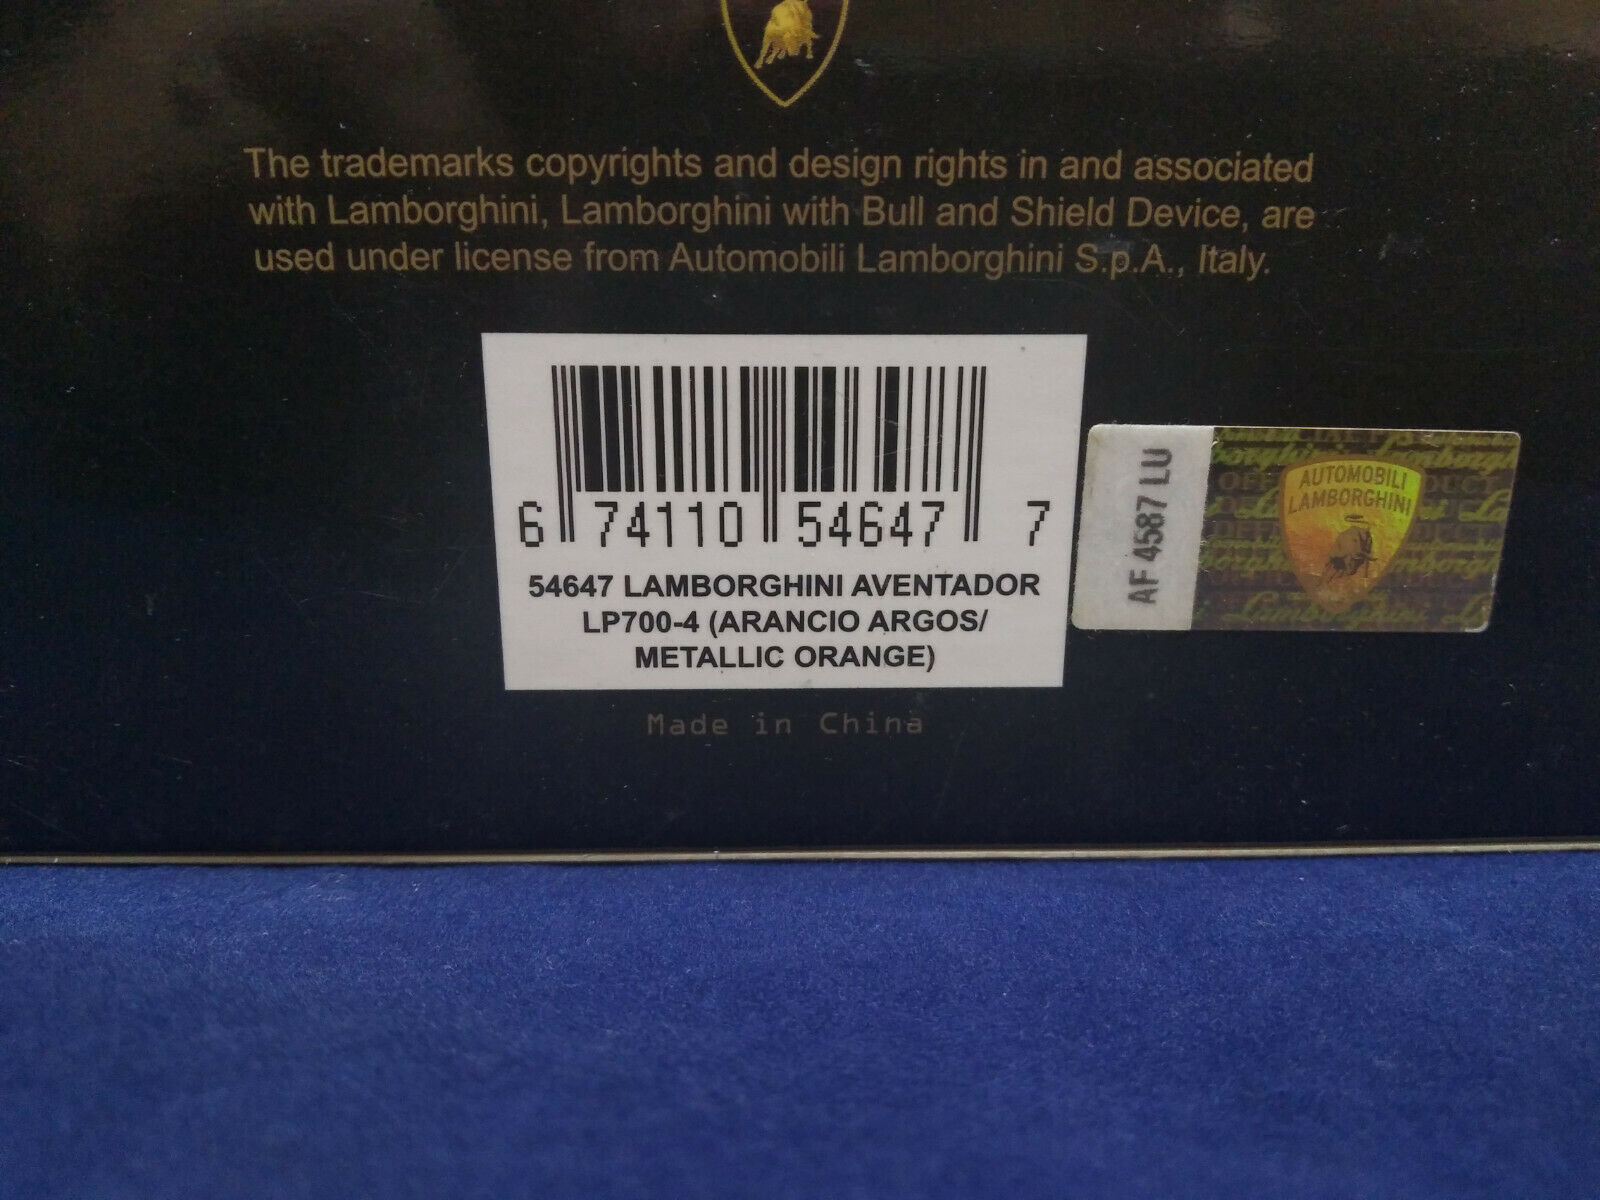 The trademarks copyrights and design rights in and associated
with Lamborghini, Lamborghini with Bull and Shield Device, are
used under license from Automobili Lamborghini S.p.A., Italy.
6 74110 54647 7
54647 LAMBORGHINI AVENTADOR
LP700-4 (ARANCIO ARGOS/
METALLIC ORANGE)
Made in China
AF 4587 LU
AUTOMOBILI
LAMBORGHINI
Lamborghini